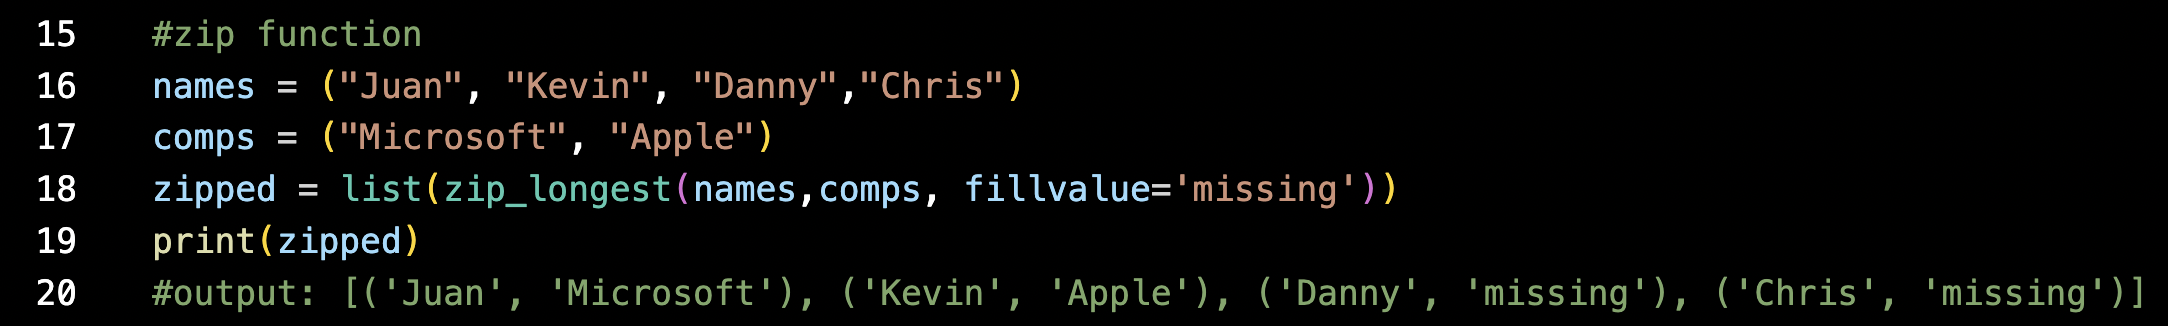 15 #zip function
16 names = ("Juan", "Kevin", "Danny","Chris")
17 comps = ("Microsoft", "Apple")
18 zipped = list(zip_longest(names,comps, fillvalue='missing'))
19 print(zipped)
20 #output: [('Juan', 'Microsoft'), ('Kevin', 'Apple'), ('Danny', 'missing'), ('Chris', 'missing')]